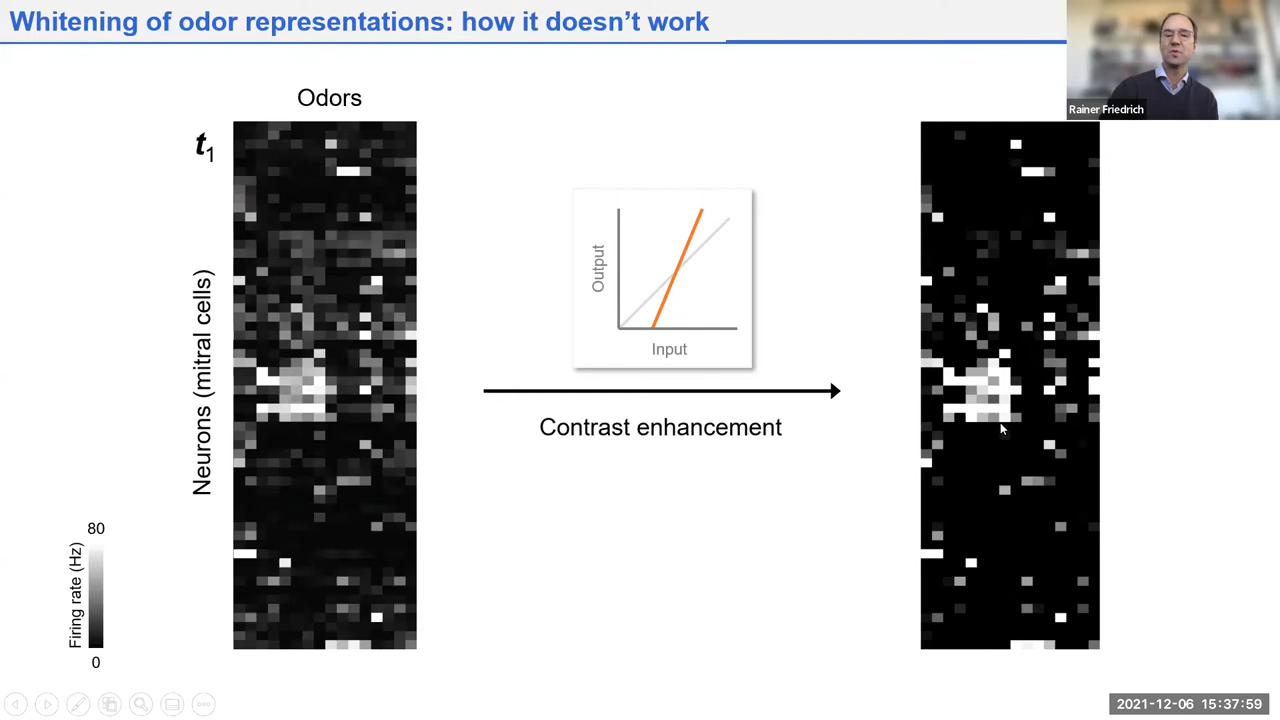 Whitening of odor representations: how it doesn't work
Rainer Friedrich
Odors
t1
Neurons (mitral cells)
Output
Input
Contrast enhancement
80
Firing rate (Hz)
0
2021-12-06 15:37:59